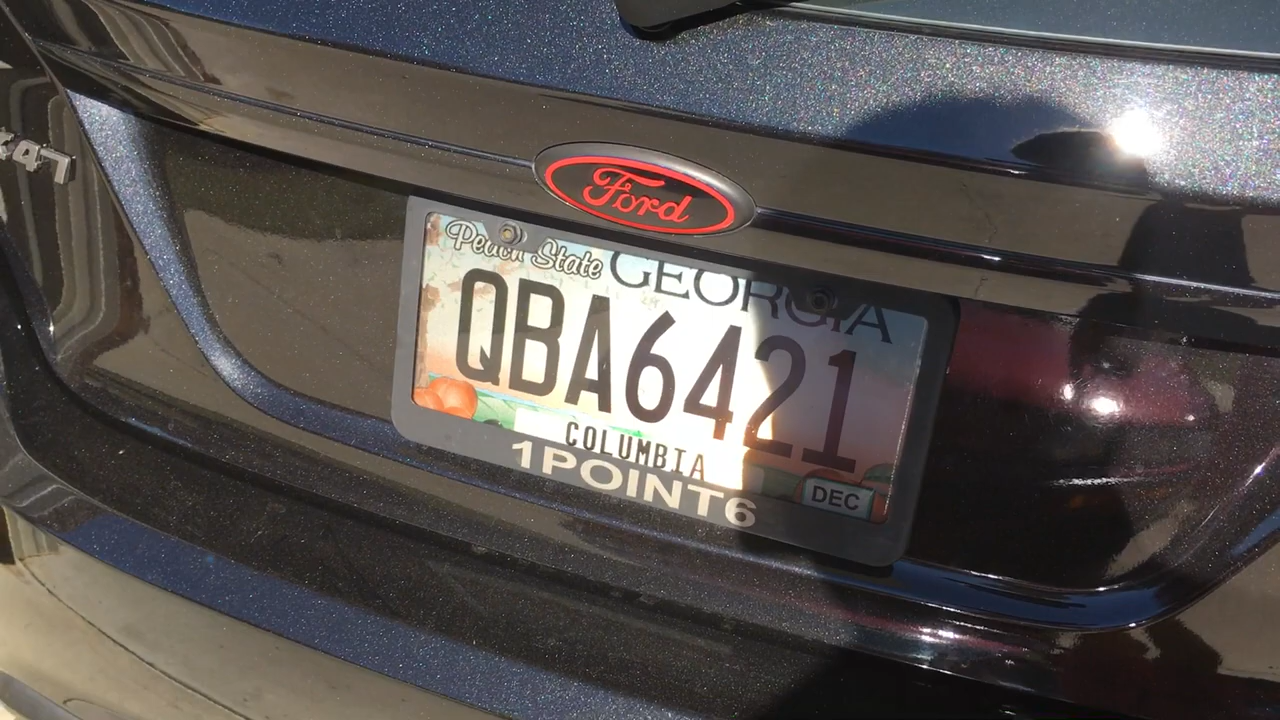 Ford
Peach State GEORGIA
QBA6421
COLUMBIA
DEC
1POINT6